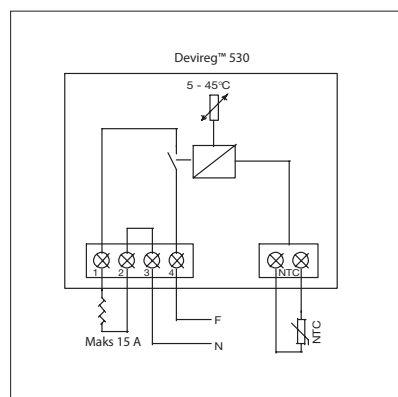 Devireg™ 530
5 - 45°C
1 2 3 4
NTC
F
N
Maks 15 A
NTC